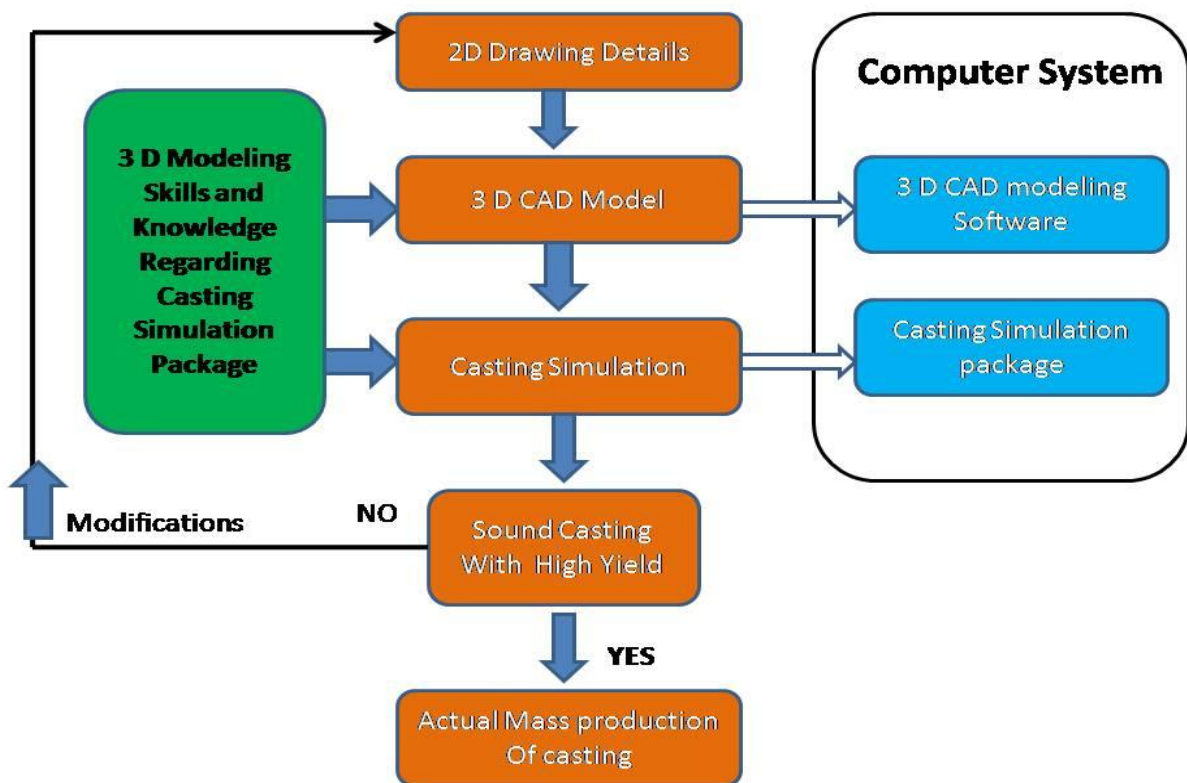 2D Drawing Details
Computer System
3 D Modeling
Skills and
Knowledge
Regarding
Casting
Simulation
Package
3 D CAD Model
3 D CAD modeling
Software
Casting Simulation
Casting Simulation
package
Modifications
NO
Sound Casting
With High Yield
YES
Actual Mass production
Of casting